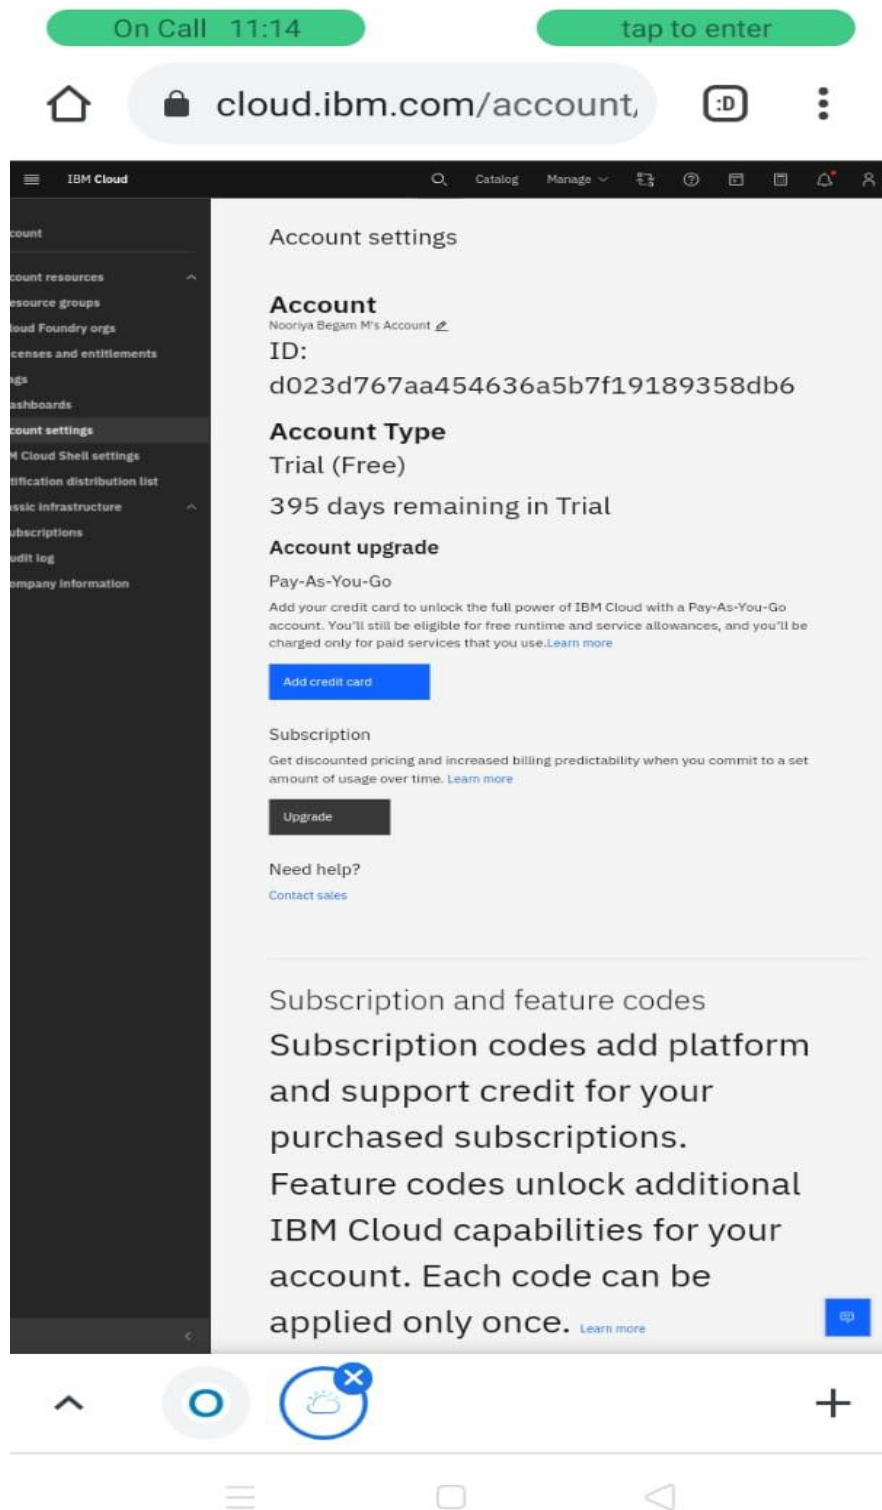 On Call 11:14 tap to enter
cloud.ibm.com/account,
:D
IBM Cloud Catalog Manage
count
count resources
esource groups
loud Foundry orgs
censes and entitlements
gs
ashboards
count settings
M Cloud Shell settings
tification distribution list
assic infrastructure
ubscriptions
udit log
ompany information
Account settings
Account
Nooriya Begam M's Account
ID:
d023d767aa454636a5b7f19189358db6
Account Type
Trial (Free)
395 days remaining in Trial
Account upgrade
Pay-As-You-Go
Add your credit card to unlock the full power of IBM Cloud with a Pay-As-You-Go
account. You'll still be eligible for free runtime and service allowances, and you'll be
charged only for paid services that you use.Learn more
Add credit card
Subscription
Get discounted pricing and increased billing predictability when you commit to a set
amount of usage over time. Learn more
Upgrade
Need help?
Contact sales
Subscription and feature codes
Subscription codes add platform
and support credit for your
purchased subscriptions.
Feature codes unlock additional
IBM Cloud capabilities for your
account. Each code can be
applied only once. Learn more